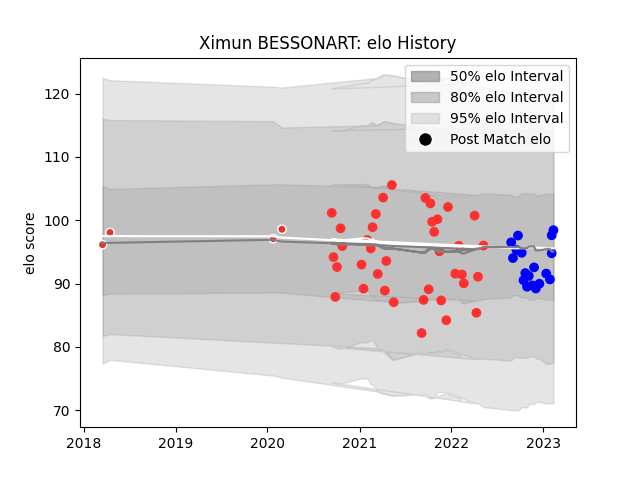 Ximun BESSONART: elo History
50% elo Interval
80% elo Interval
95% elo Interval
Post Match elo
elo score
120
110
100
90
80
70
2018
2019
2020
2021
2022
2023